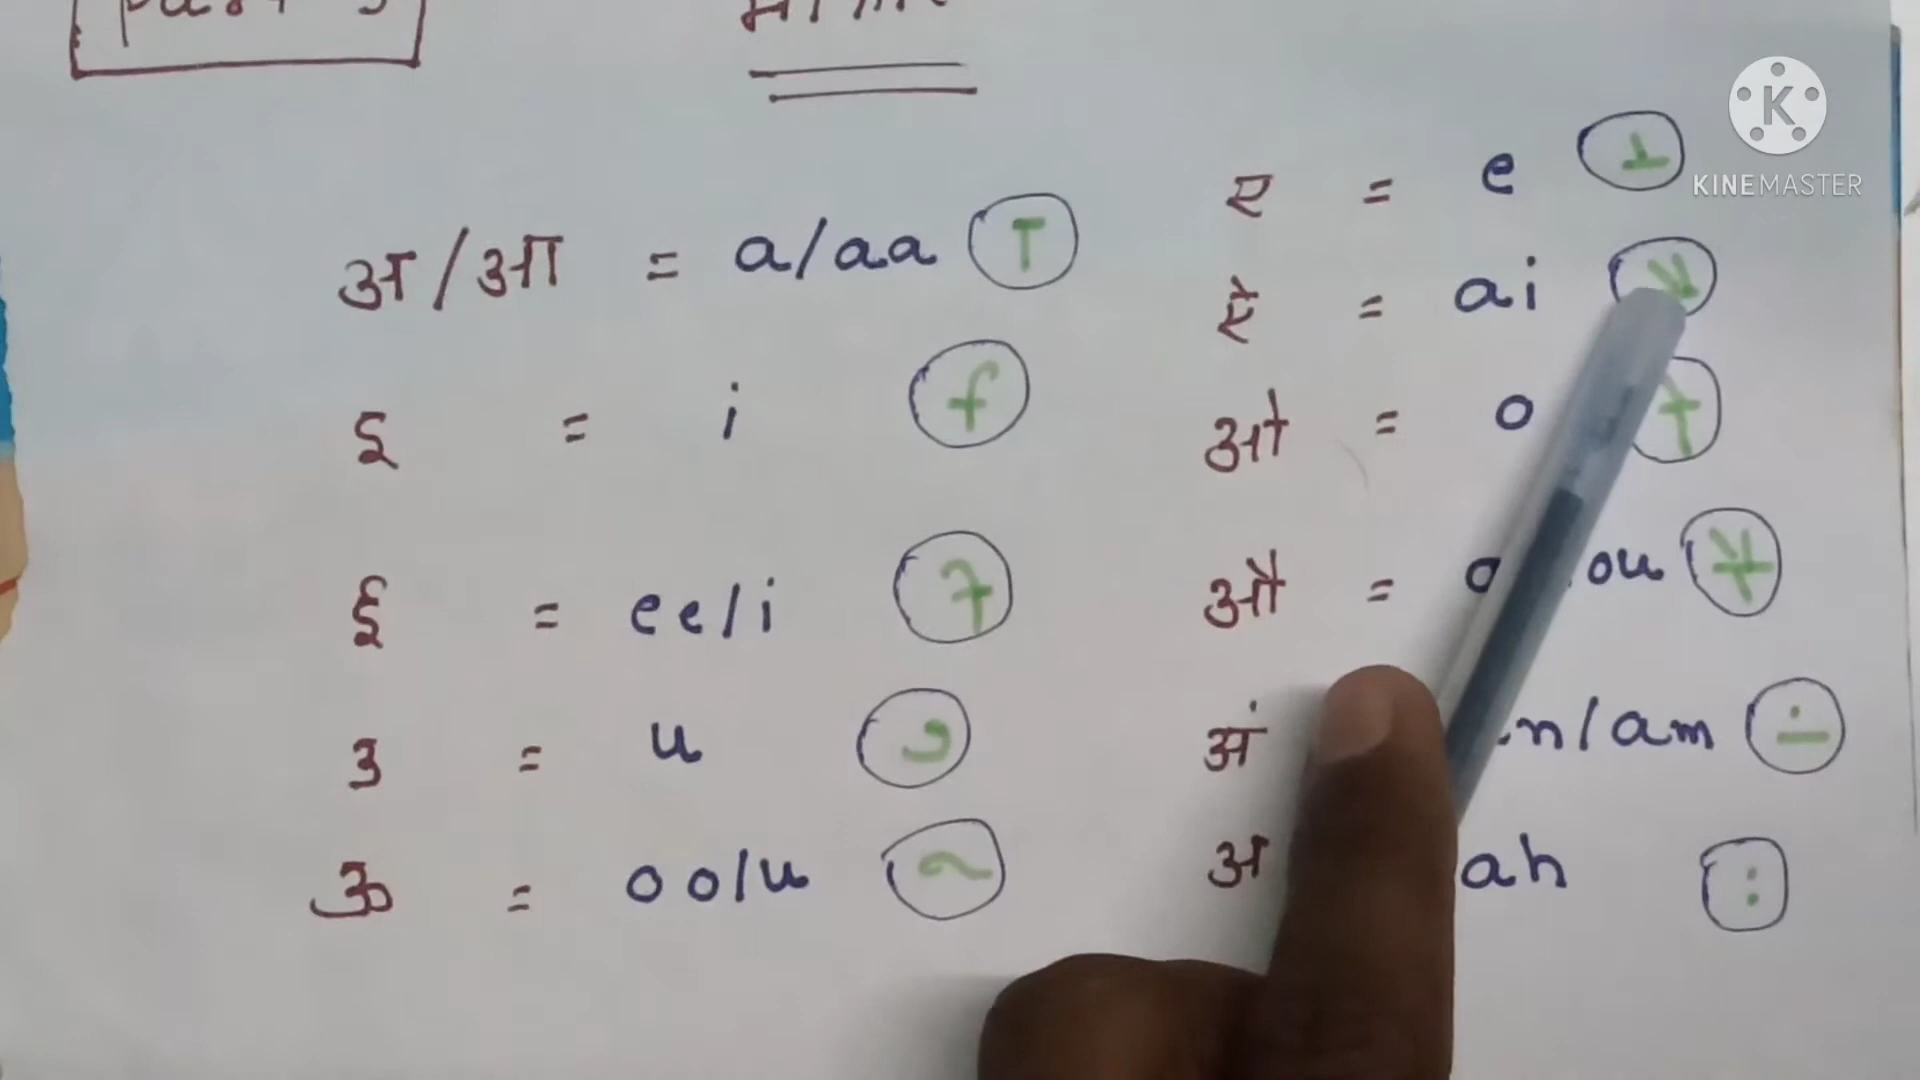 अ/आ = a/aa ा
इ = i ि
ई = ee/i ी
उ = u ु
ऊ = oo/u ू
ए = e े
ऐ = ai ै
ओ = o ो
औ = ou ौ
अं am ं
अ ah :
KINEMASTER